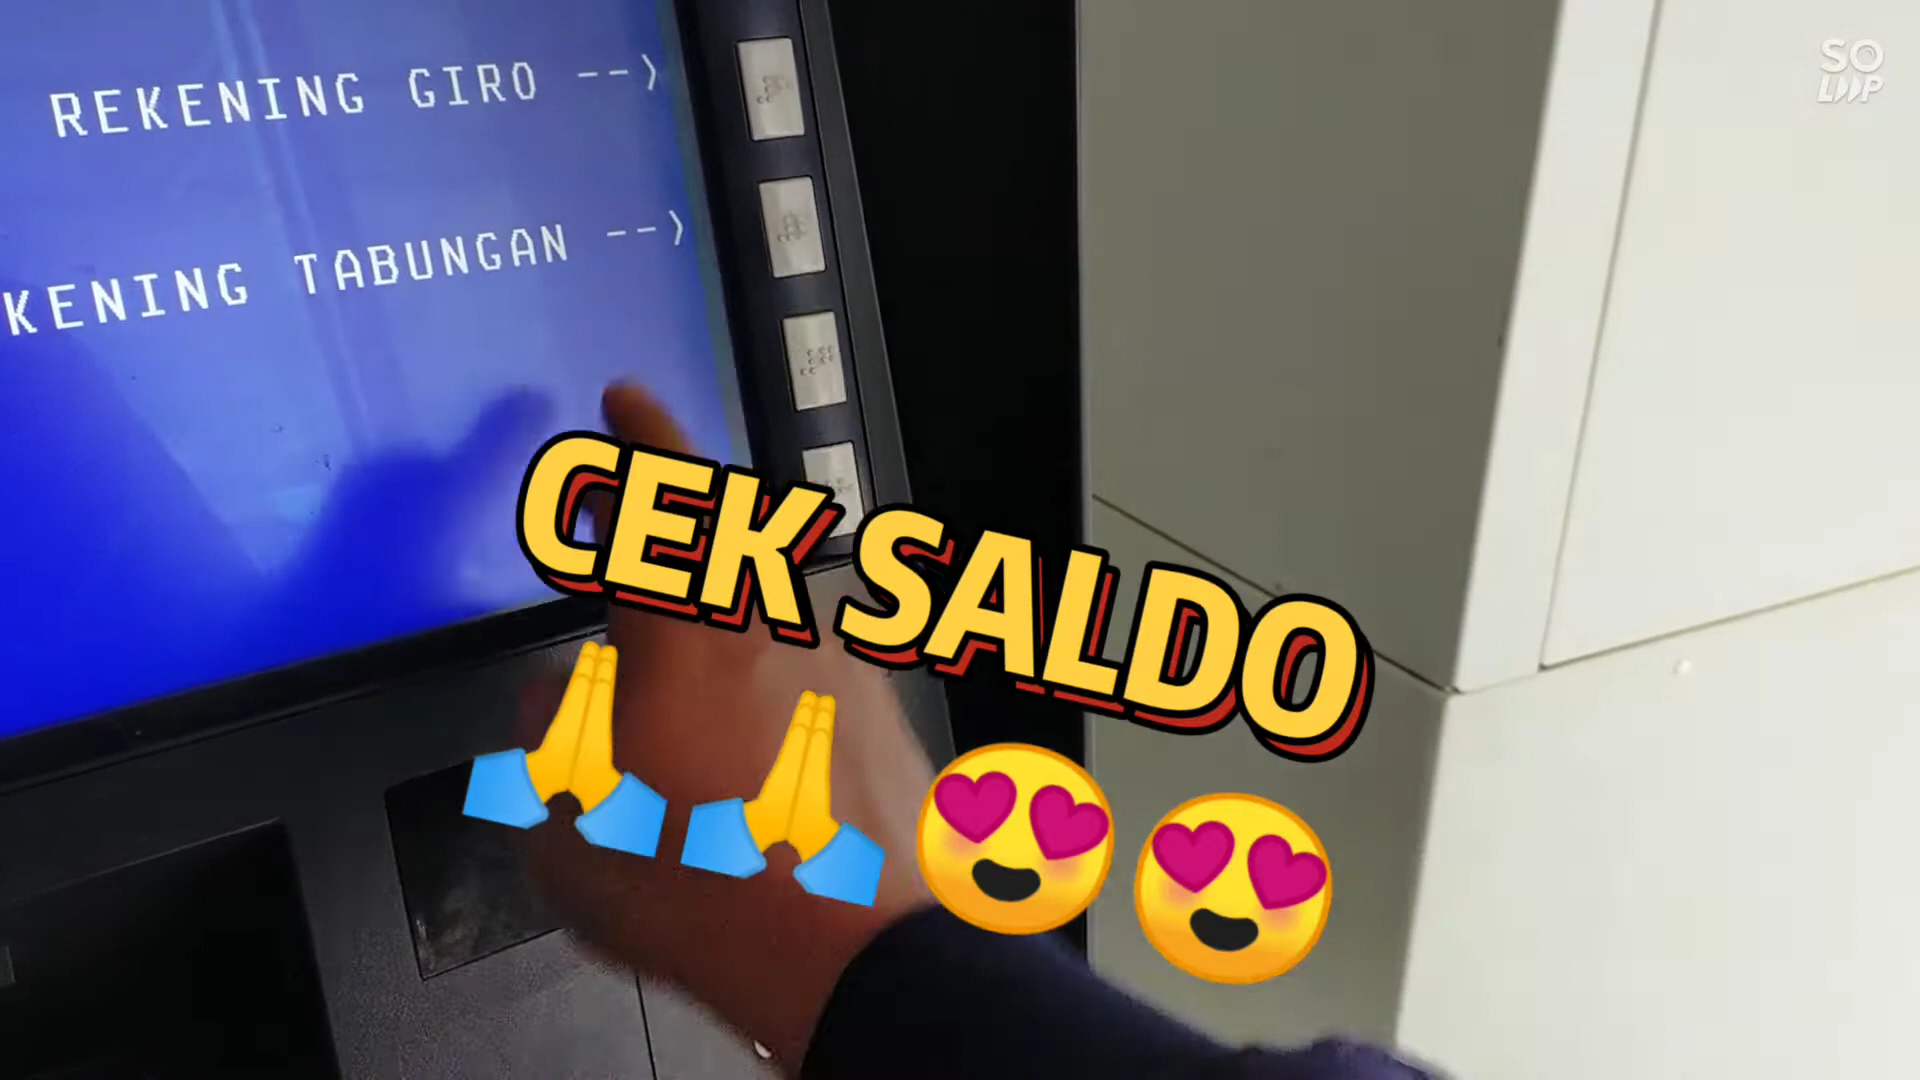 REKENING GIRO -->
KENING TABUNGAN -->
CEK SALDO
SO
LOOP